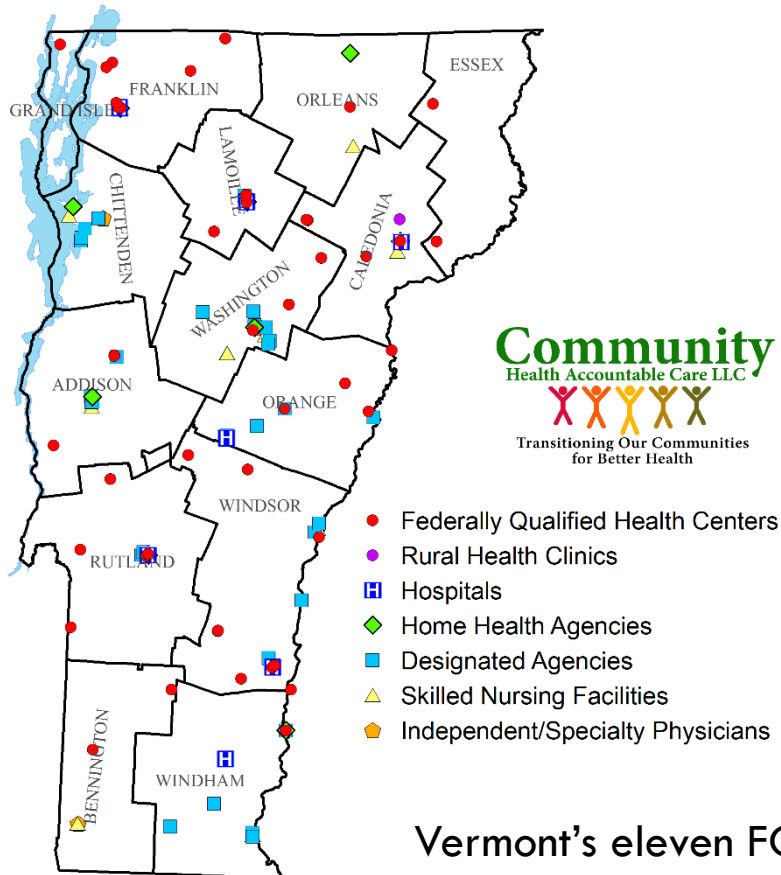 ESSEX
FRANKLIN
ORLEANS
GRAND ISLE
LAMOILLE
CHITTENDEN
CALEDONIA
WASHINGTON
Community
Health Accountable Care LLC
Transitioning Our Communities
for Better Health
ADDISON
ORANGE
WINDSOR
RUTLAND
H Federally Qualified Health Centers
Rural Health Clinics
H Hospitals
Home Health Agencies
Designated Agencies
Skilled Nursing Facilities
Independent/Specialty Physicians
BENNINGTON
H
WINDHAM
Vermont's eleven FQ